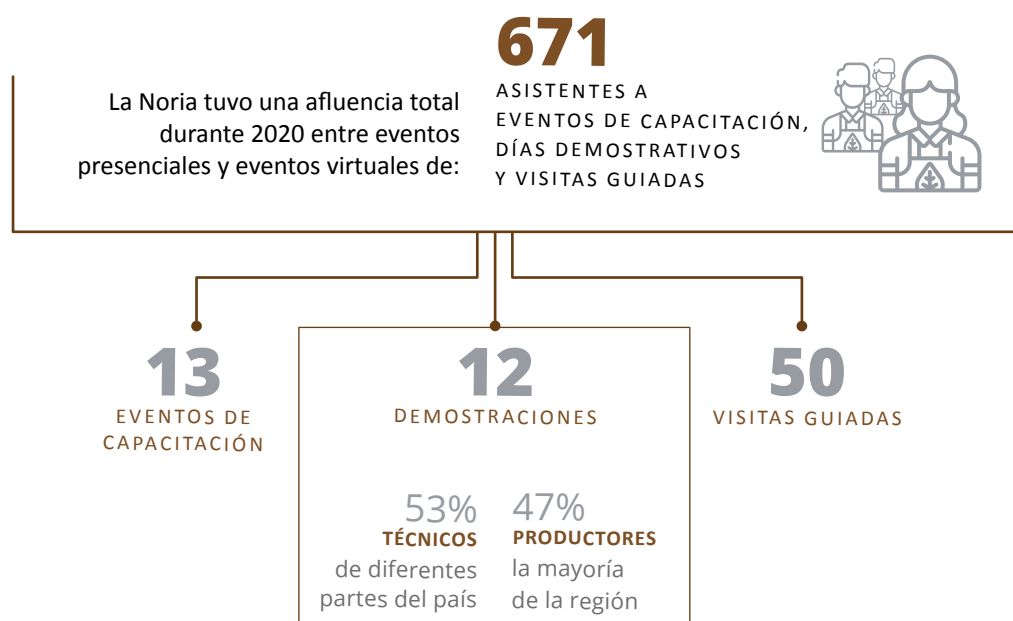 La Noria tuvo una afluencia total
durante 2020 entre eventos
presenciales y eventos virtuales de:
671
ASISTENTES A
EVENTOS DE CAPACITACIÓN,
DÍAS DEMOSTRATIVOS
Y VISITAS GUIADAS
13
EVENTOS DE
CAPACITACIÓN
12
DEMOSTRACIONES
50
VISITAS GUIADAS
53%
TÉCNICOS
de diferentes
partes del país
47%
PRODUCTORES
la mayoría
de la región